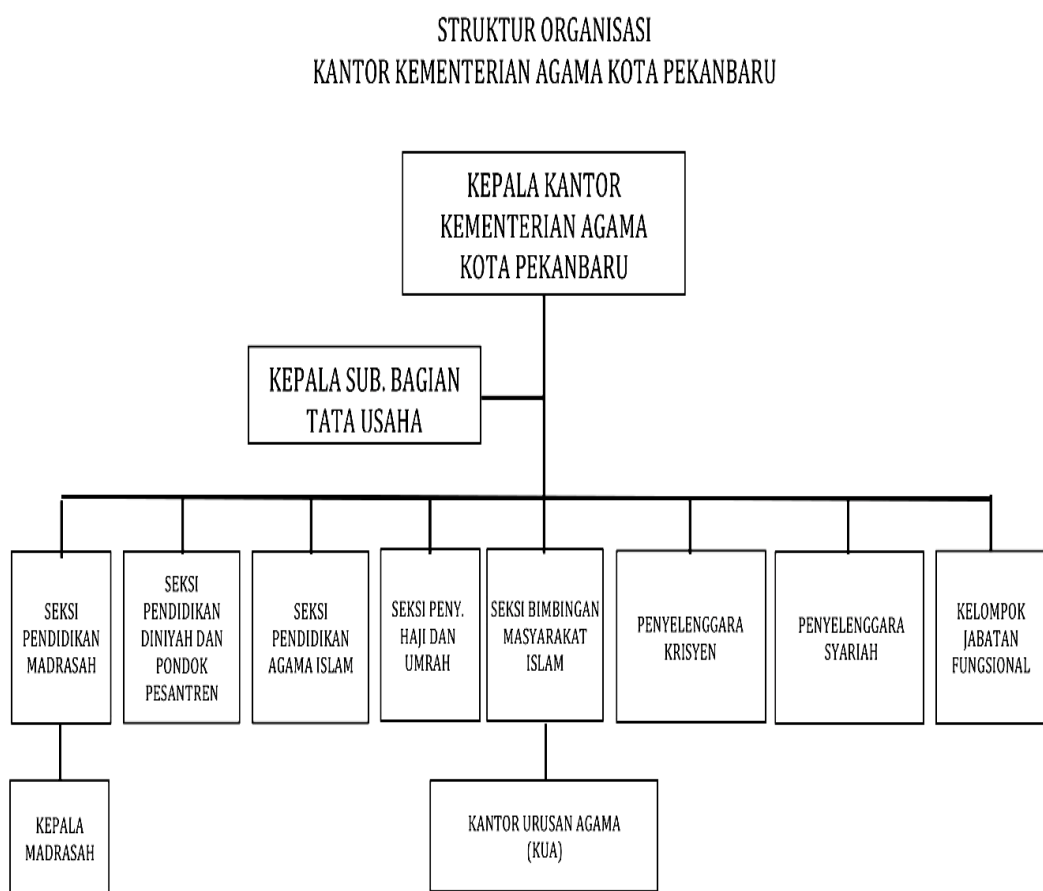 STRUKTUR ORGANISASI
KANTOR KEMENTERIAN AGAMA KOTA PEKANBARU
KEPALA KANTOR
KEMENTERIAN AGAMA
KOTA PEKANBARU
KEPALA SUB. BAGIAN
TATA USAHA
SEKSI
PENDIDIKAN
MADRASAH
SEKSI
PENDIDIKAN
DINIYAH DAN
PONDOK
PESANTREN
SEKSI
PENDIDIKAN
AGAMA ISLAM
SEKSI PENY.
HAJI DAN
UMRAH
SEKSI BIMBINGAN
MASYARAKAT
ISLAM
PENYELENGGARA
KRISYEN
PENYELENGGARA
SYARIAH
KELOMPOK
JABATAN
FUNGSIONAL
KEPALA
MADRASAH
KANTOR URUSAN AGAMA
(KUA)